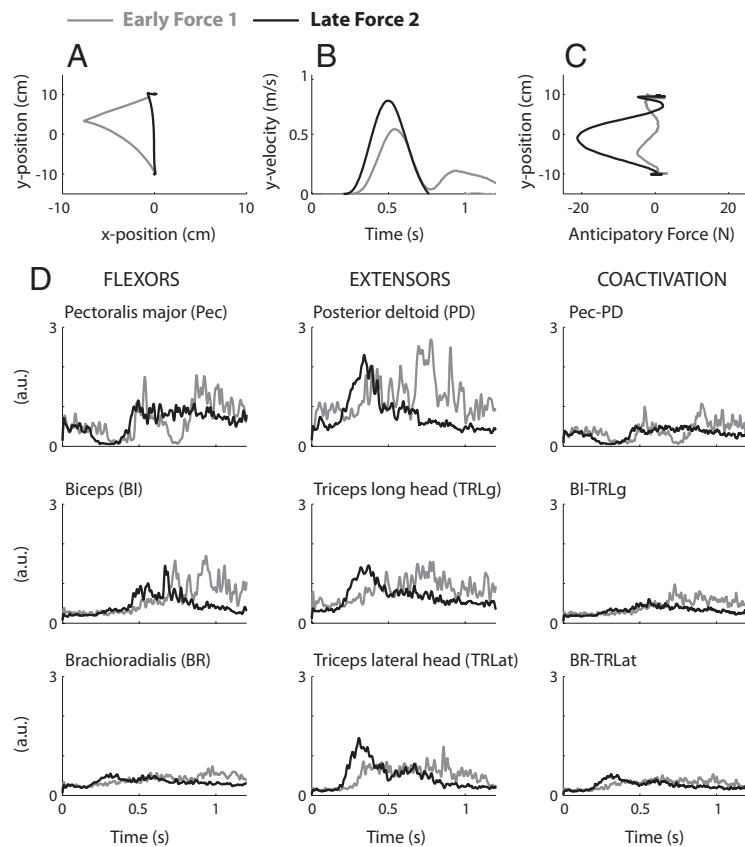 Early Force 1
Late Force 2
A
B
C
y-position (cm)
10
0
-10
-10
0
10
x-position (cm)
y-velocity (m/s)
1
0.5
0
0
0.5
1
Time (s)
y-position (cm)
10
0
-10
-20
0
20
Anticipatory Force (N)
D
FLEXORS
EXTENSORS
COACTIVATION
Pectoralis major (Pec)
Posterior deltoid (PD)
Pec-PD
3
(a.u.)
0
3
0
3
0
Biceps (BI)
Triceps long head (TRLg)
BI-TRLg
3
(a.u.)
0
3
0
3
0
Brachioradialis (BR)
Triceps lateral head (TRLat)
BR-TRLat
3
(a.u.)
0
3
0
3
0
0
0.5
1
0
0.5
1
0
0.5
1
Time (s)
Time (s)
Time (s)